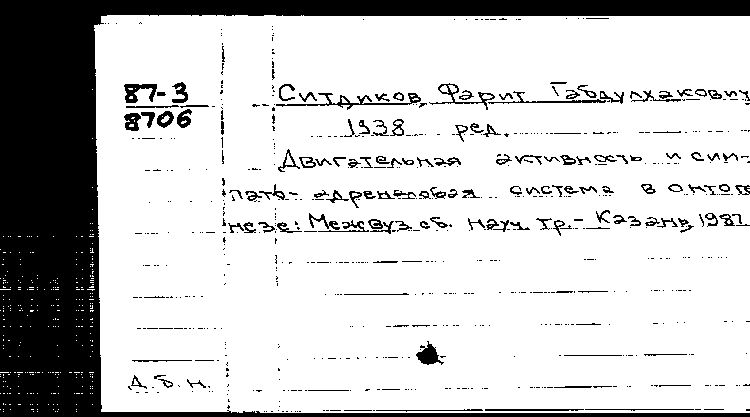 87-3
8706
Ситдиков, Фарит Габдулхакович
1938 ред.
Двигательная активность и сим-
пато-адреналовая система в онтоге
незе: Межвуз. сб. науч. тр. - Казань, 1987
д. б. н.